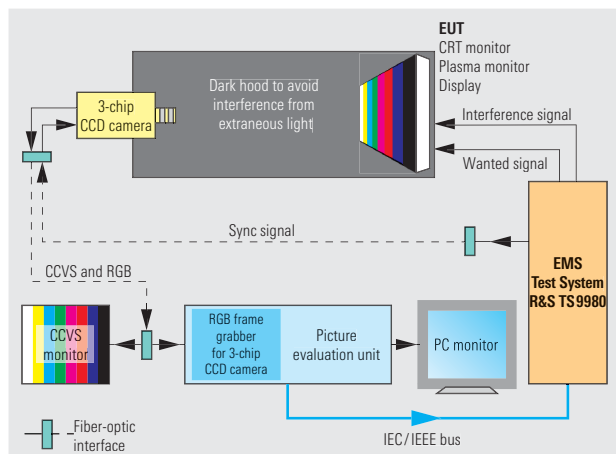 EUT
CRT monitor
Plasma monitor
Display
Dark hood to avoid
interference from
extraneous light
3-chip
CCD camera
Interference signal
Wanted signal
Sync signal
EMS
Test System
R&S TS 9980
CCVS and RGB
CCVS
monitor
RGB frame
grabber
for 3-chip
CCD camera
Picture
evaluation unit
PC monitor
Fiber-optic
interface
IEC / IEEE bus